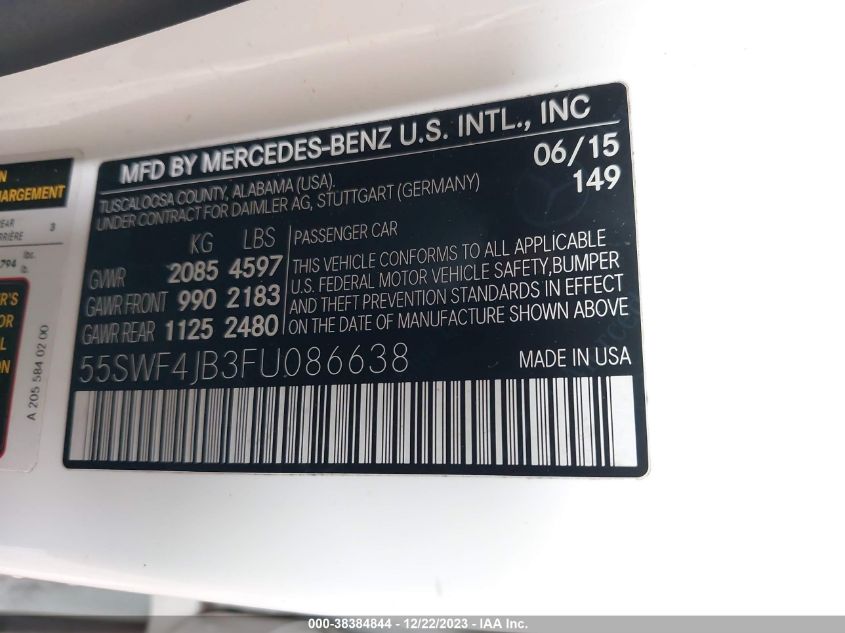 MFD BY MERCEDES-BENZ U.S. INTL., INC
TUSCALOOSA COUNTY, ALABAMA (USA).
UNDER CONTRACT FOR DAIMLER AG, STUTTGART (GERMANY)
06/15
149
KG LBS
GVWR 2085 4597
GAWR FRONT 990 2183
GAWR REAR 1125 2480
PASSENGER CAR
THIS VEHICLE CONFORMS TO ALL APPLICABLE
U.S. FEDERAL MOTOR VEHICLE SAFETY,BUMPER
AND THEFT PREVENTION STANDARDS IN EFFECT
ON THE DATE OF MANUFACTURE SHOWN ABOVE
55SWF4JB3FU086638
MADE IN USA
3
lbs.
lb.
A 205 584 02 00
000-38384844 - 12/22/2023 - IAA Inc.